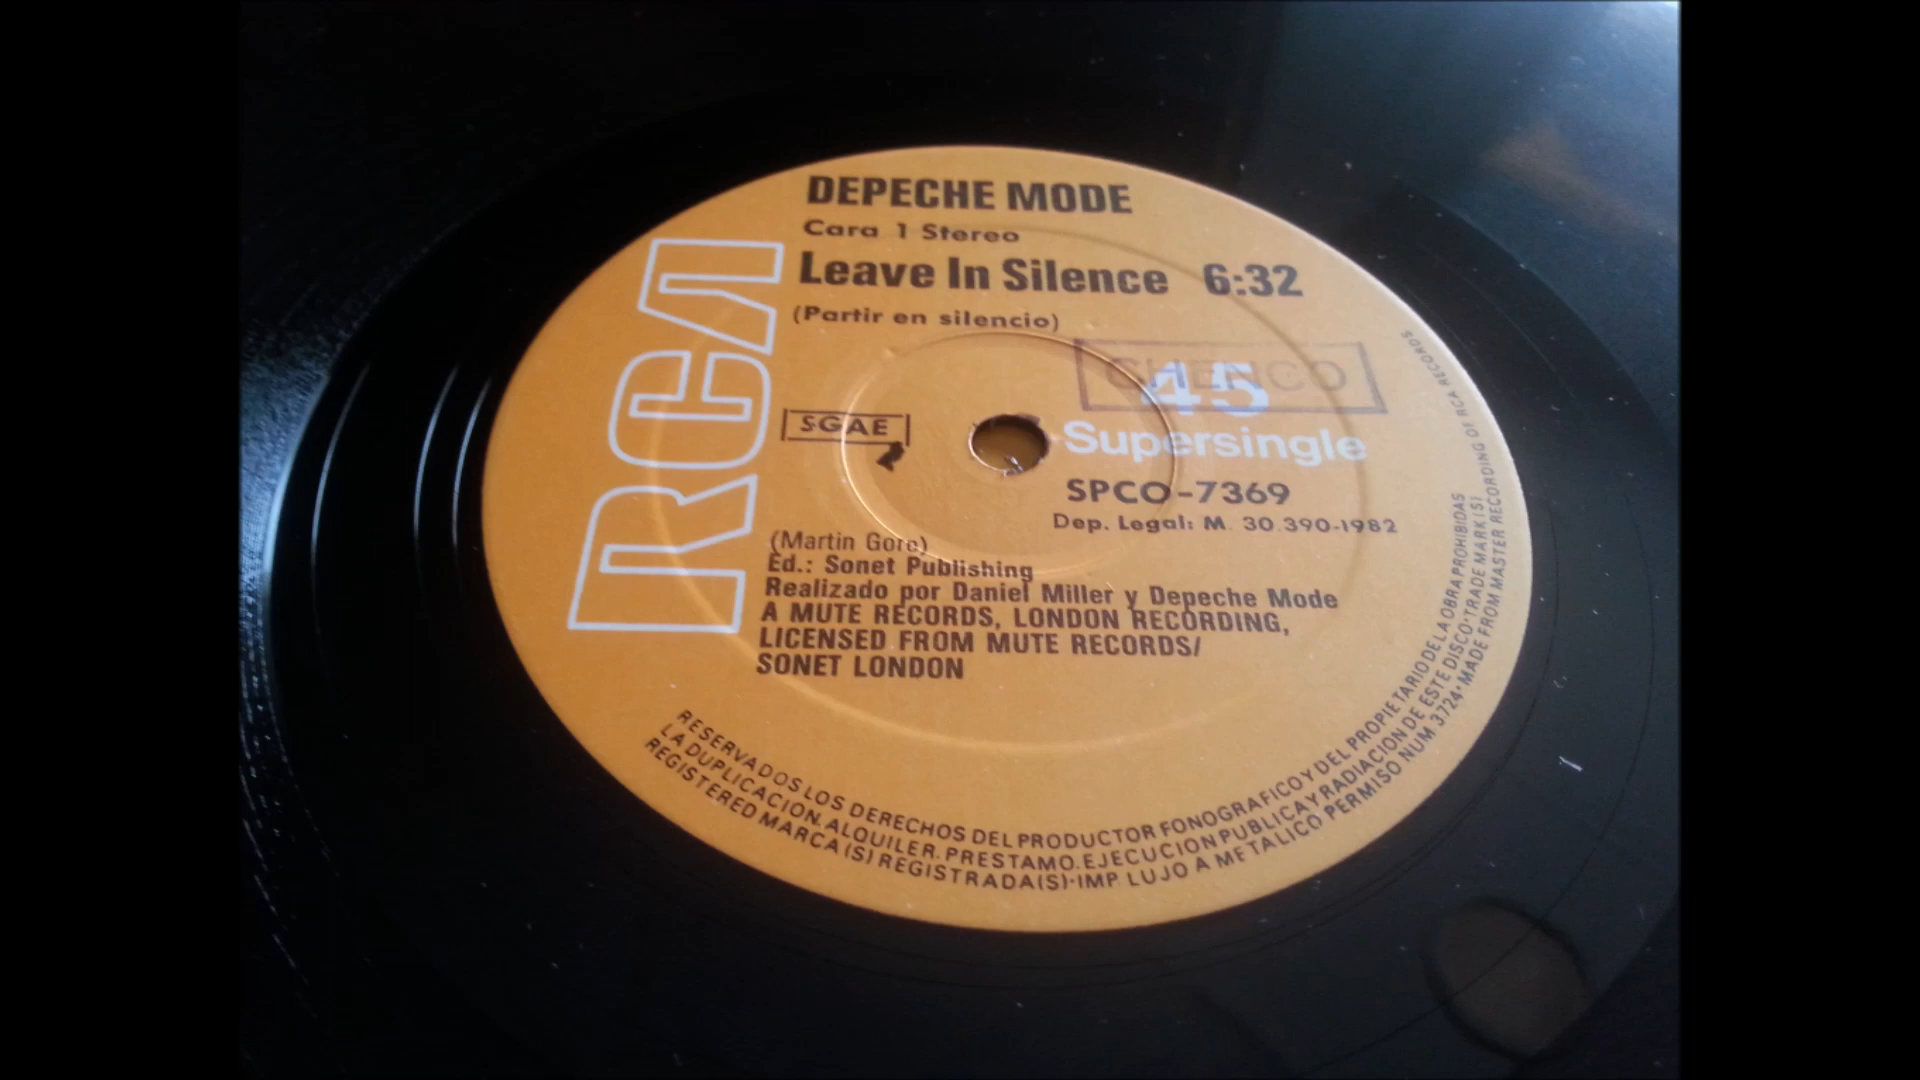 DEPECHE MODE
Cara 1 Stereo
Leave In Silence 6:32
(Partir en silencio)
RCA
45
SGAE
Supersingle
SPCO-7369
Dep. Legal: M. 30.390-1982
(Martin Gore)
Ed.: Sonet Publishing
Realizado por Daniel Miller y Depeche Mode
A MUTE RECORDS, LONDON RECORDING,
LICENSED FROM MUTE RECORDS/
SONET LONDON
RESERVADOS LOS DERECHOS DEL PRODUCTOR FONOGRAFICO Y DEL PROPIETARIO DE LA OBRA PROHIBIDAS
LA DUPLICACION. ALQUILER. PRESTAMO. EJECUCION PUBLICA Y RADIACION DE ESTE DISCO·TRADE MARK(S)
REGISTERED MARCA(S) REGISTRADA(S)·IMP. LUJO A METALICO PERMISO NUM 3724·MADE FROM MASTER RECORDING OF RCA RECORDS